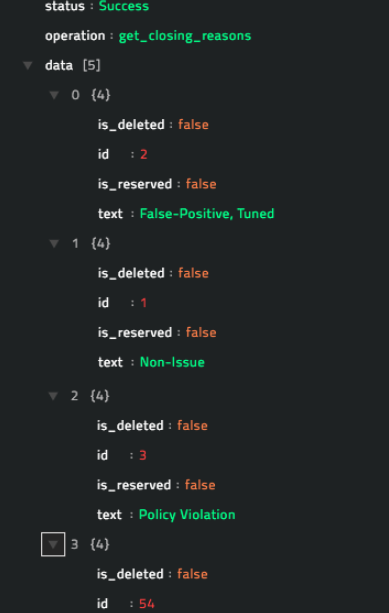 status : Success
operation : get_closing_reasons
data [5]
0 {4}
is_deleted : false
id : 2
is_reserved : false
text : False-Positive, Tuned
1 {4}
is_deleted : false
id : 1
is_reserved : false
text : Non-Issue
2 {4}
is_deleted : false
id : 3
is_reserved : false
text : Policy Violation
3 {4}
is_deleted : false
id : 54